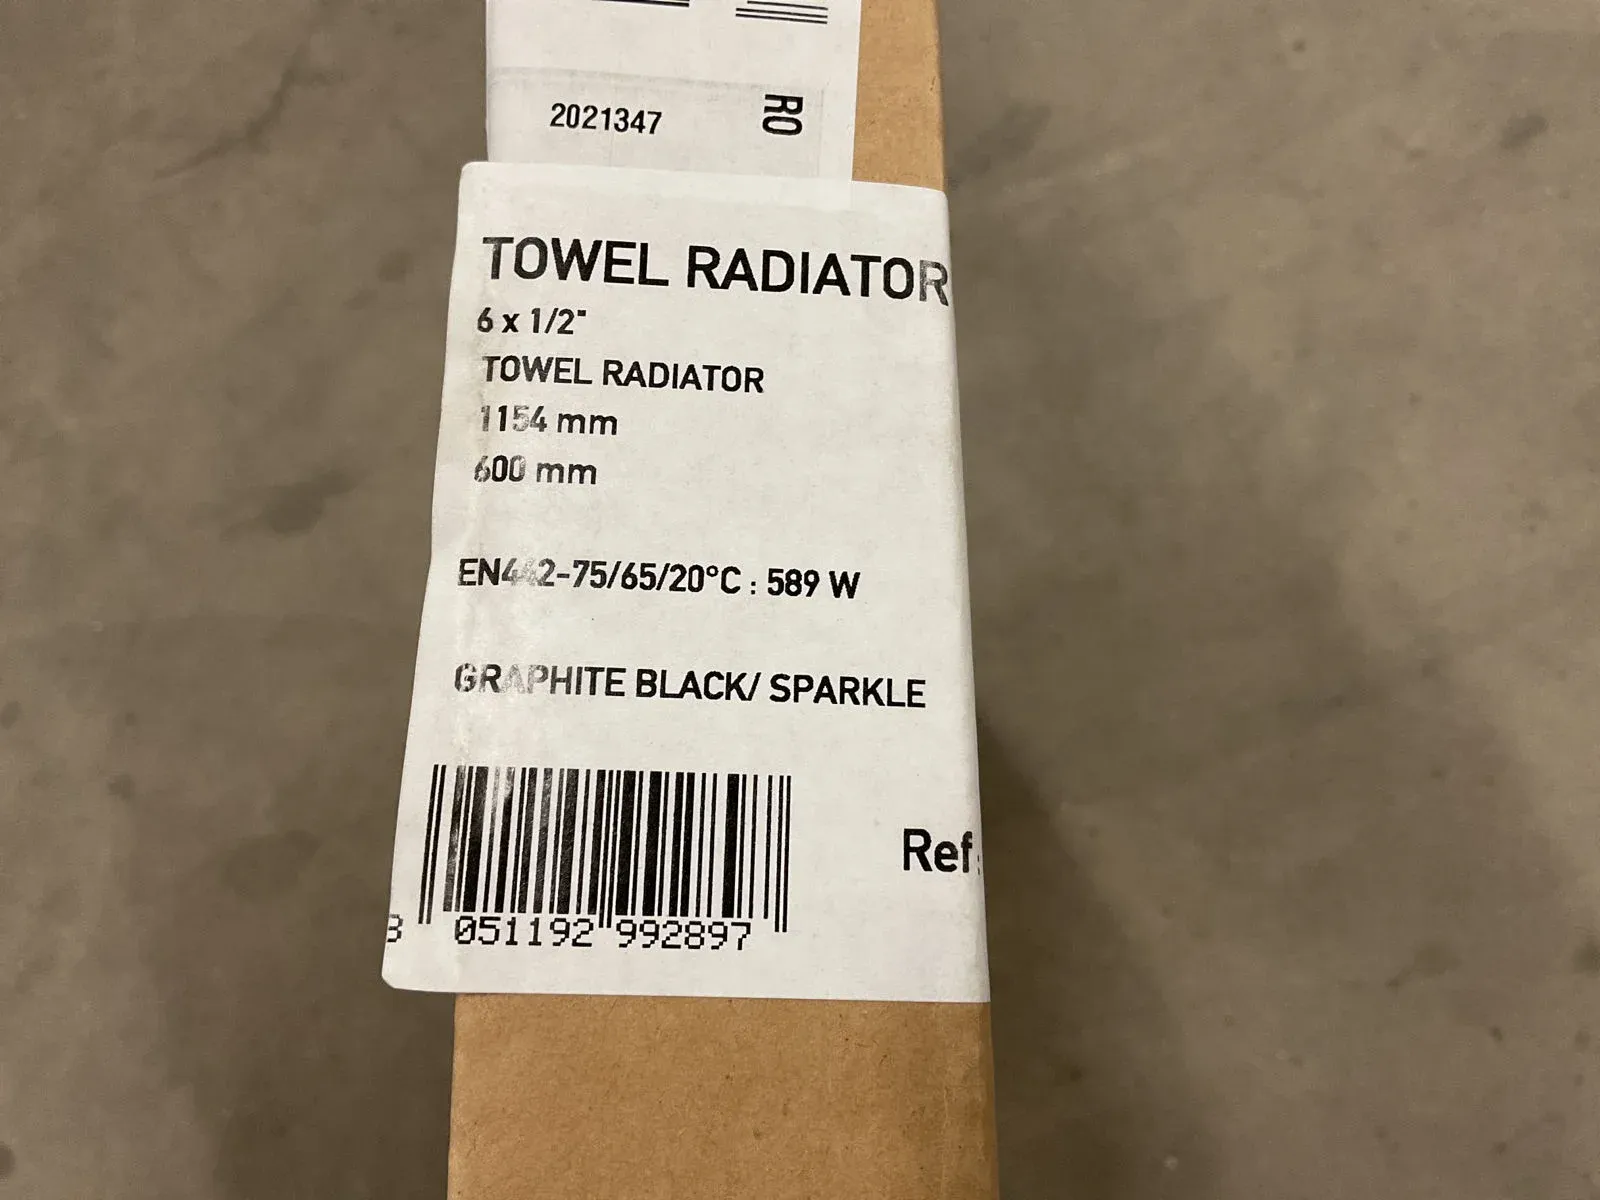 2021347
RO
TOWEL RADIATOR
6 x 1/2"
TOWEL RADIATOR
1154 mm
600 mm
EN442-75/65/20°C : 589 W
GRAPHITE BLACK/ SPARKLE
Ref:
051192 992897